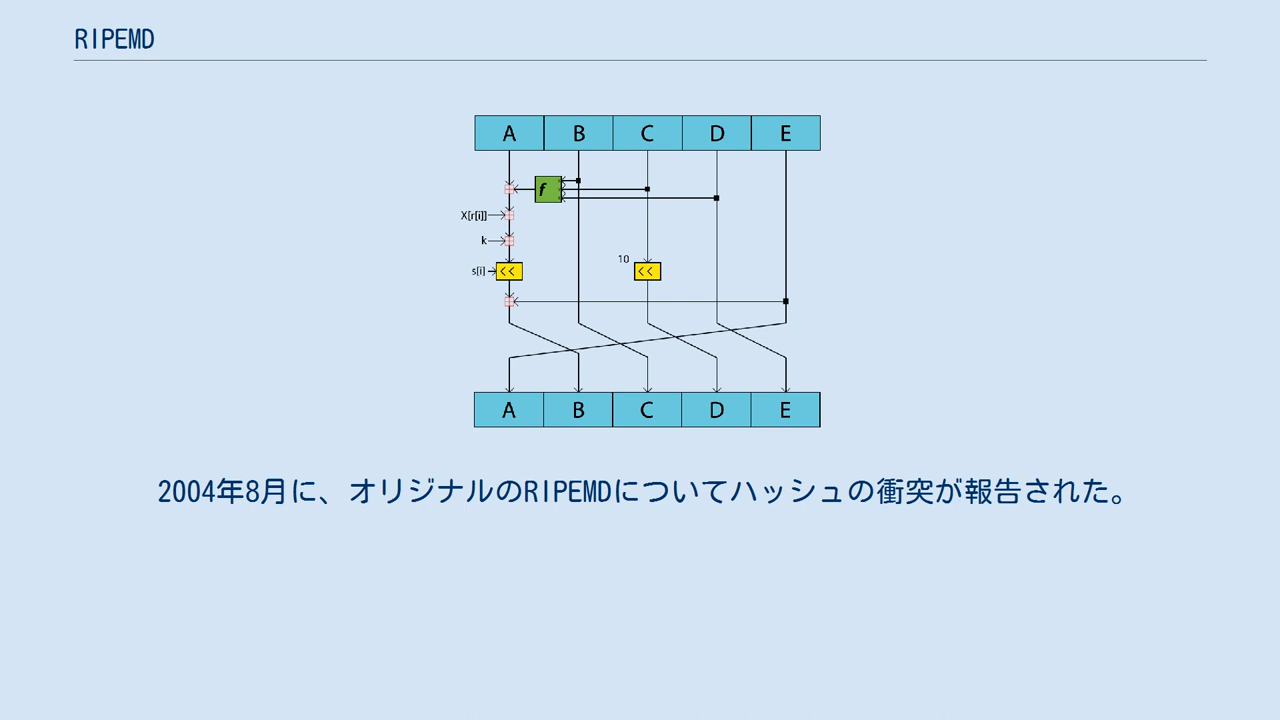 RIPEMD
A B C D E
f
X[r[i]]
k
10
s[i] << <<
A B C D E
2004年8月に、オリジナルのRIPEMDについてハッシュの衝突が報告された。